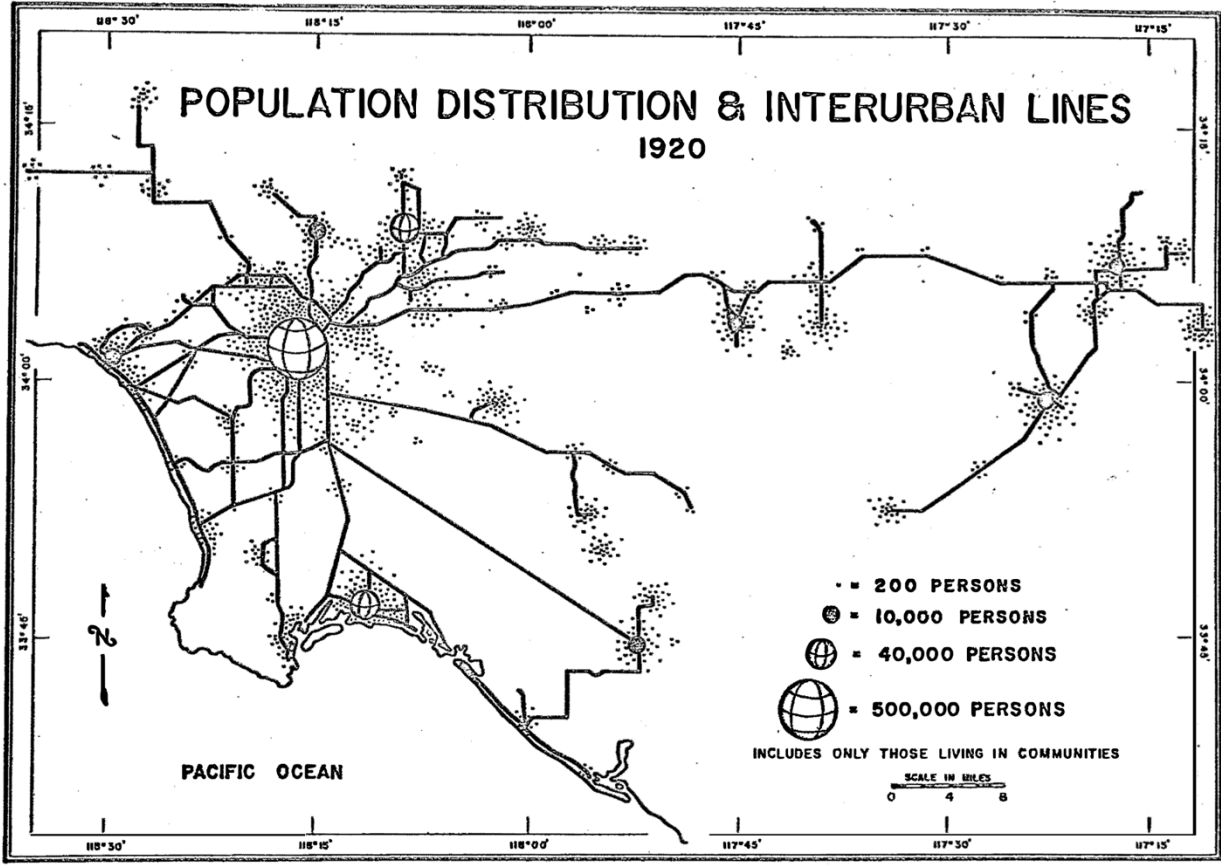 118°30' 118°15' 118°00' 117°45' 117°30' 117°15'
34°15' 34°15'
POPULATION DISTRIBUTION & INTERURBAN LINES
1920
34°00' 34°00'
· = 200 PERSONS
= 10,000 PERSONS
33°45' 33°45'
N
= 40,000 PERSONS
= 500,000 PERSONS
INCLUDES ONLY THOSE LIVING IN COMMUNITIES
PACIFIC OCEAN
SCALE IN MILES
0 4 8
118°30' 118°15' 118°00' 117°45' 117°30' 117°15'